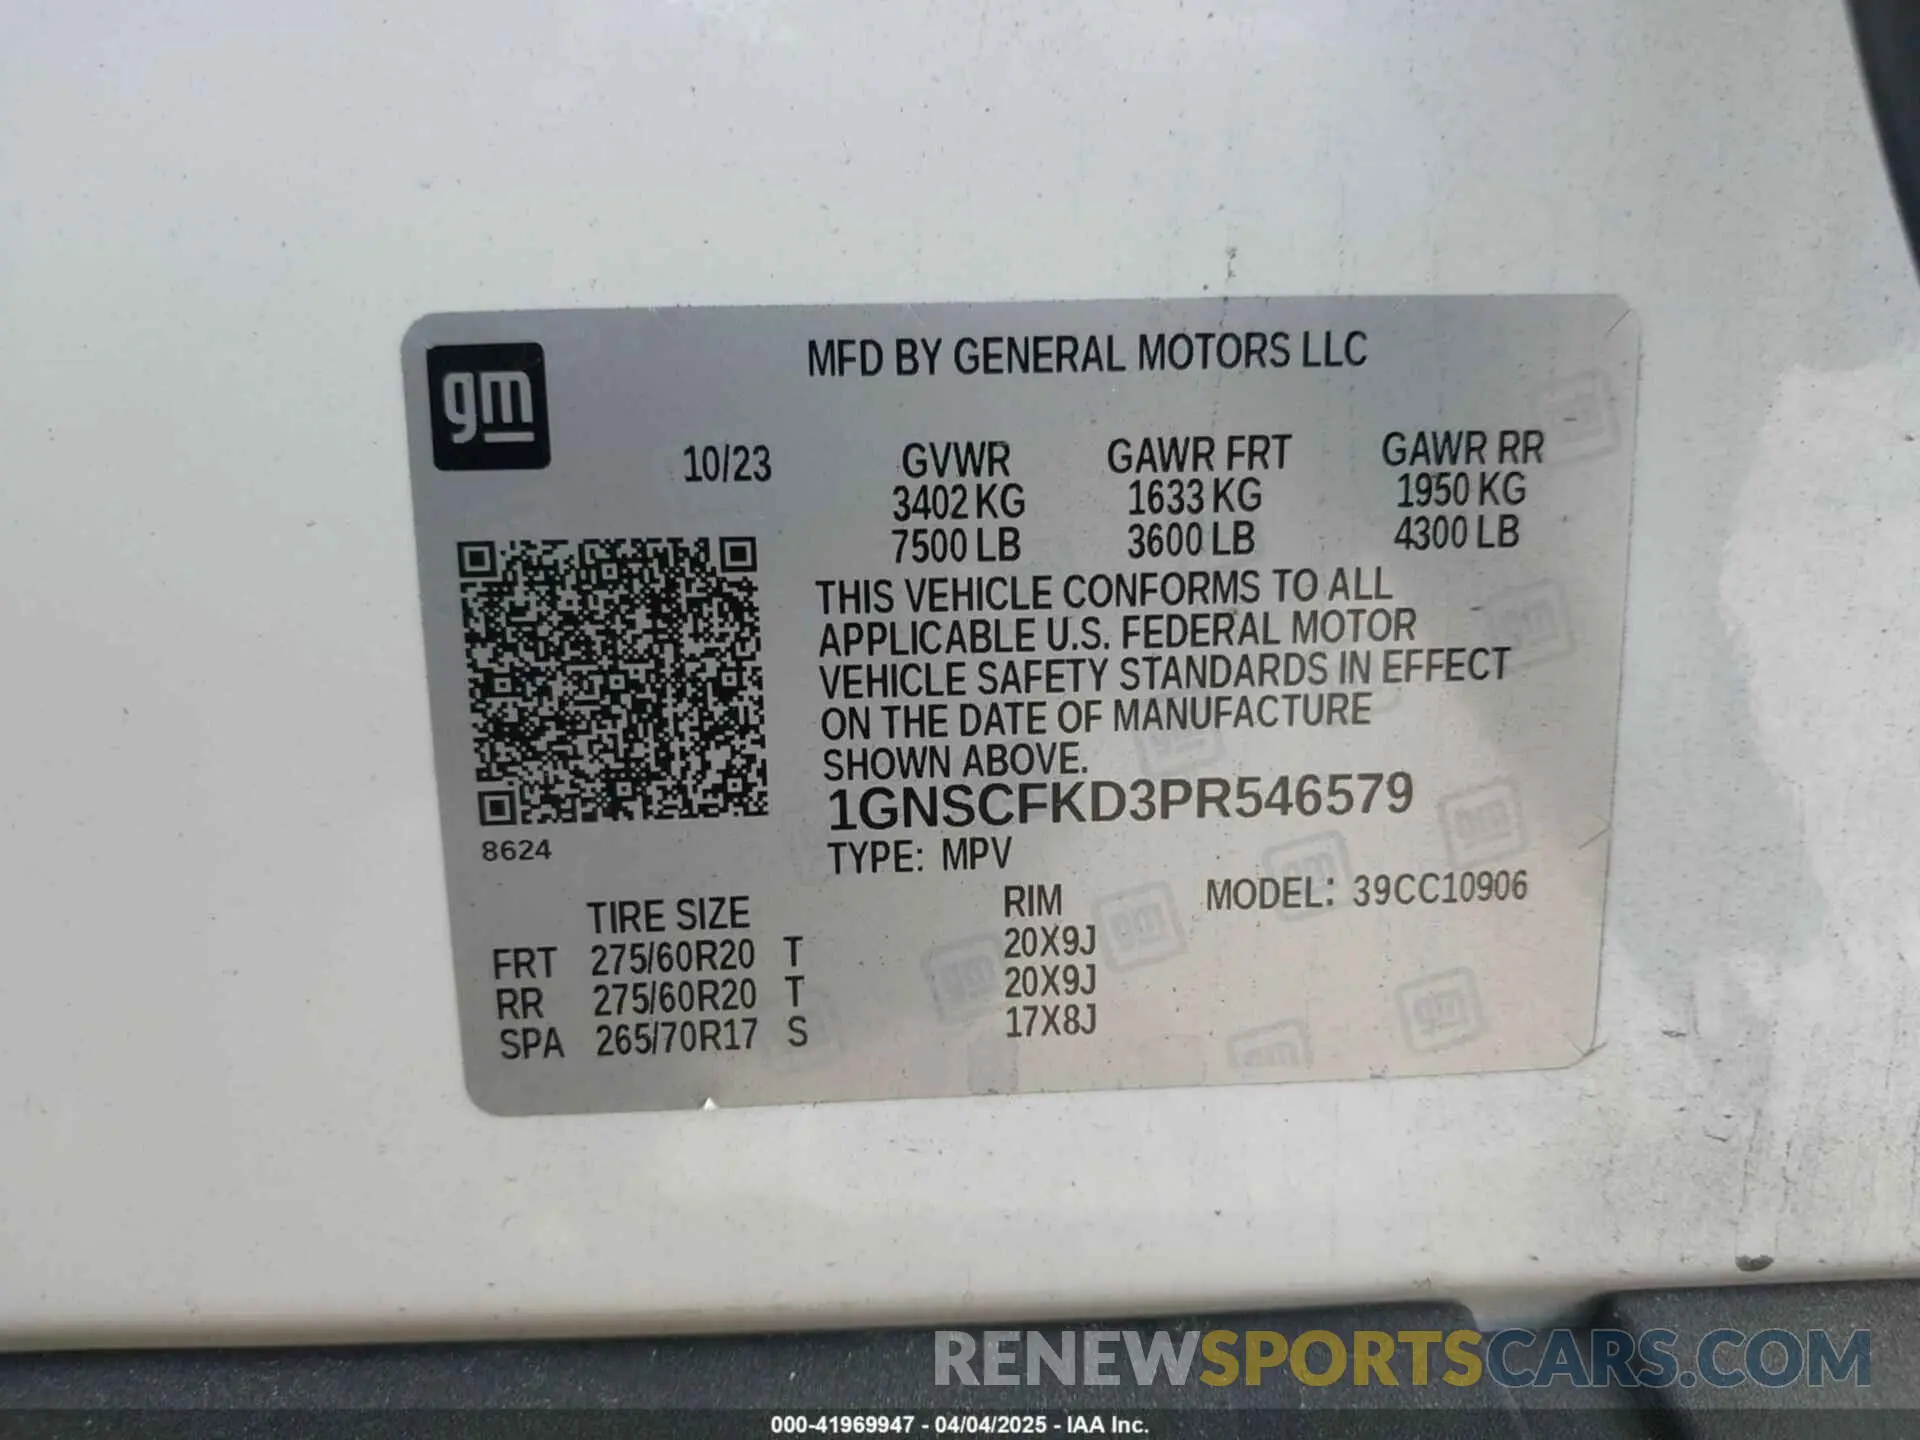 gm
MFD BY GENERAL MOTORS LLC
10/23 GVWR GAWR FRT GAWR RR
3402 KG 1633 KG 1950 KG
7500 LB 3600 LB 4300 LB
THIS VEHICLE CONFORMS TO ALL
APPLICABLE U.S. FEDERAL MOTOR
VEHICLE SAFETY STANDARDS IN EFFECT
ON THE DATE OF MANUFACTURE
SHOWN ABOVE.
1GNSCFKD3PR546579
8624
TYPE: MPV
TIRE SIZE RIM MODEL: 39CC10906
FRT 275/60R20 T 20X9J
RR 275/60R20 T 20X9J
SPA 265/70R17 S 17X8J
RENEWSPORTSCARS.COM
000-41969947 - 04/04/2025 - IAA Inc.